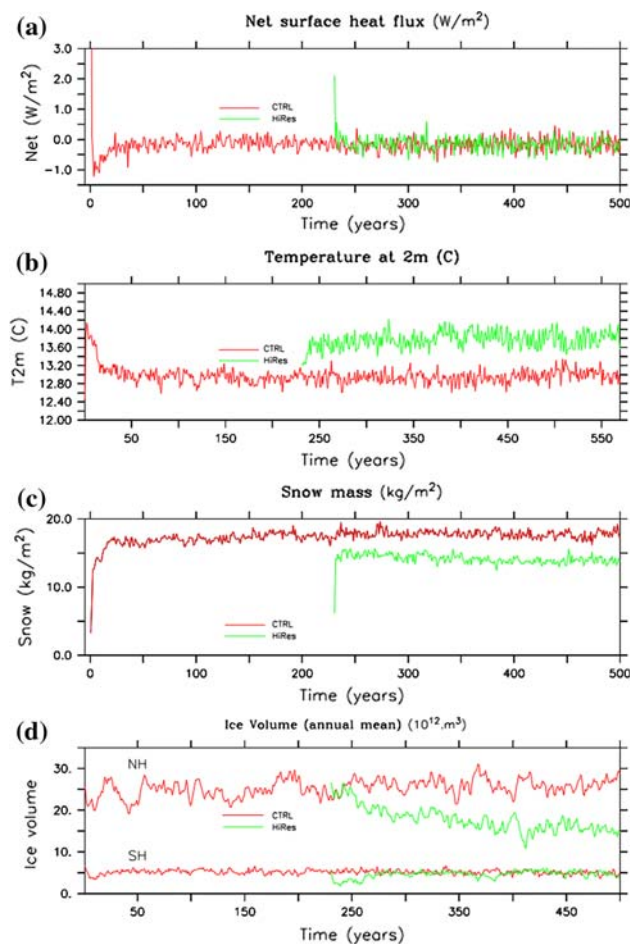 (a)
Net surface heat flux (W/m²)
Net (W/m²)
3.0
2.0
1.0
0.0
−1.0
CTRL
HiRes
0 100 200 300 400 500
Time (years)
(b)
Temperature at 2m (C)
T2m (C)
14.80
14.40
14.00
13.60
13.20
12.80
12.40
12.00
CTRL
HiRes
50 150 250 350 450 550
Time (years)
(c)
Snow mass (kg/m²)
Snow (kg/m²)
20.0
10.0
0.0
CTRL
HiRes
0 100 200 300 400 500
Time (years)
(d)
Ice Volume (annual mean) (10¹².m³)
Ice volume
30.
20.
10.
0.
NH
CTRL
HiRes
SH
50 150 250 350 450
Time (years)